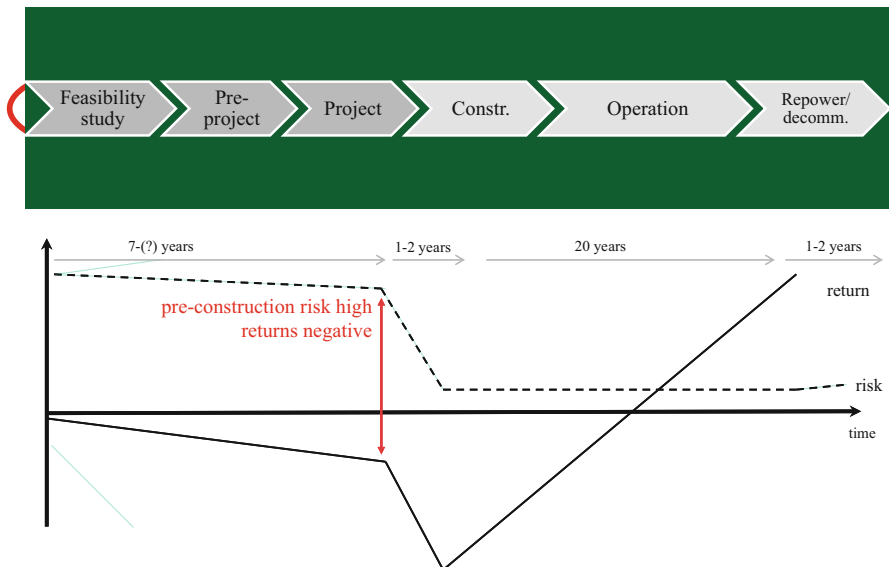 Feasibility
study
Pre-
project
Project
Constr.
Operation
Repower/
decomm.
7-(?) years
1-2 years
20 years
1-2 years
return
pre-construction risk high
returns negative
risk
time